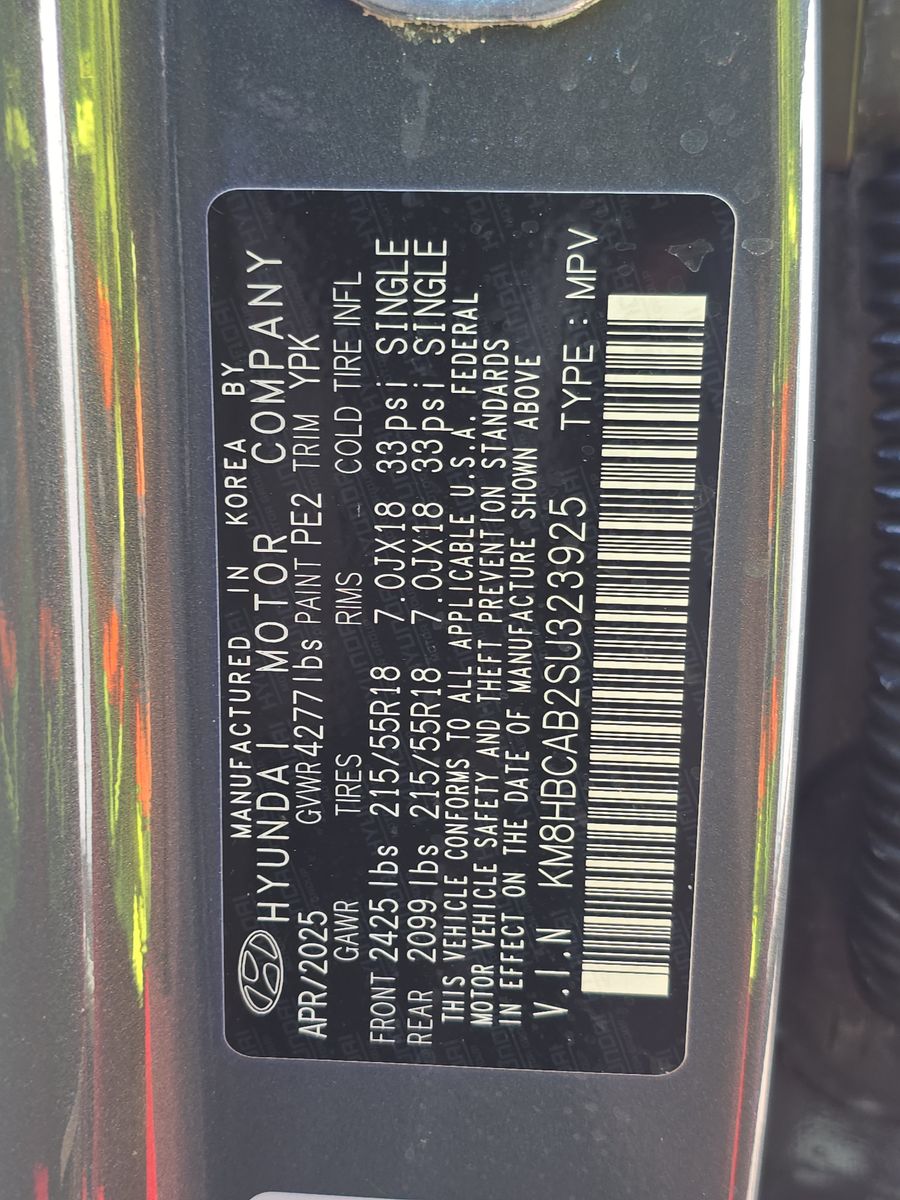 MANUFACTURED IN KOREA BY
HYUNDAI MOTOR COMPANY
APR/2025 GVWR4277lbs PAINT PE2 TRIM YPK
GAWR TIRES RIMS COLD TIRE INFL
FRONT 2425 lbs 215/55R18 7.0JX18 33psi SINGLE
REAR 2099 lbs 215/55R18 7.0JX18 33psi SINGLE
THIS VEHICLE CONFORMS TO ALL APPLICABLE U.S.A. FEDERAL
MOTOR VEHICLE SAFETY AND THEFT PREVENTION STANDARDS
IN EFFECT ON THE DATE OF MANUFACTURE SHOWN ABOVE
V.I.N KM8HBCAB2SU323925 TYPE: MPV